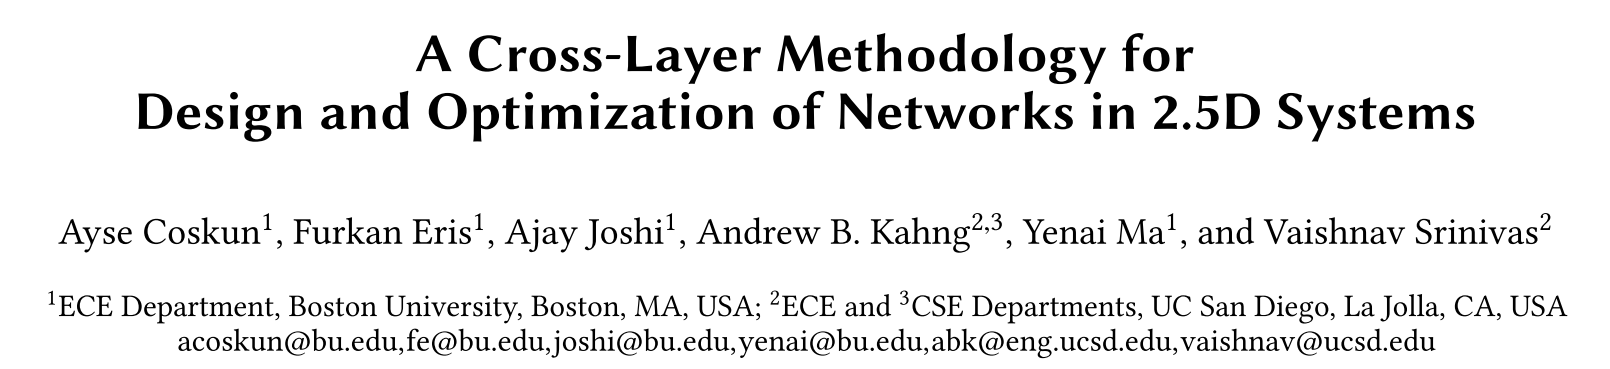 A Cross-Layer Methodology for
Design and Optimization of Networks in 2.5D Systems
Ayse Coskun¹, Furkan Eris¹, Ajay Joshi¹, Andrew B. Kahng²,³, Yenai Ma¹, and Vaishnav Srinivas²
¹ECE Department, Boston University, Boston, MA, USA; ²ECE and ³CSE Departments, UC San Diego, La Jolla, CA, USA
acoskun@bu.edu,fe@bu.edu,joshi@bu.edu,yenai@bu.edu,abk@eng.ucsd.edu,vaishnav@ucsd.edu